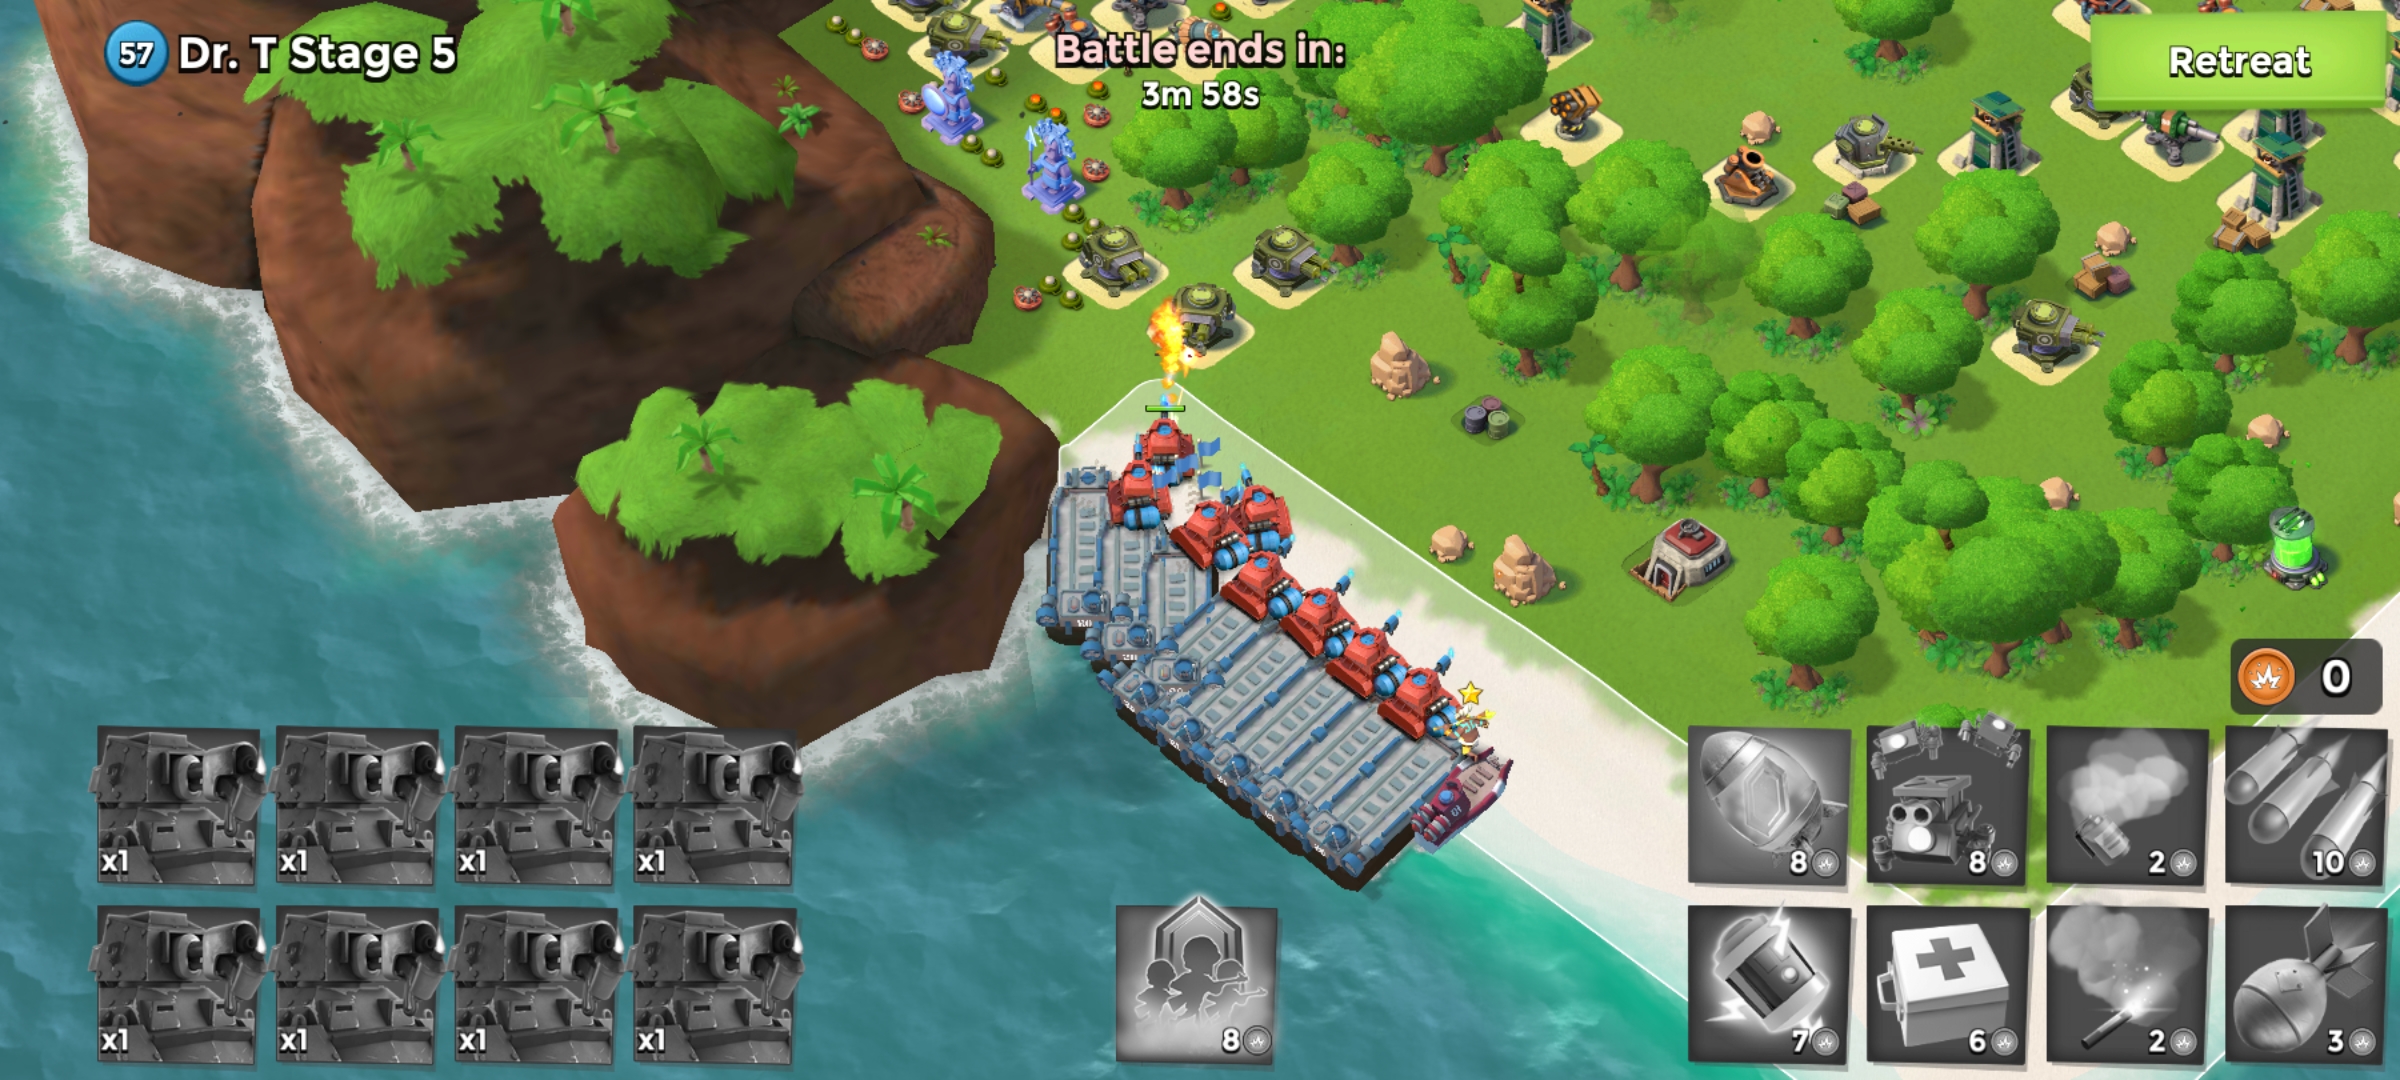 57 Dr. T Stage 5
Battle ends in:
3m 58s
Retreat
0
x1 x1 x1 x1
8 8 2 10
x1 x1 x1 x1
8
7 6 2 3